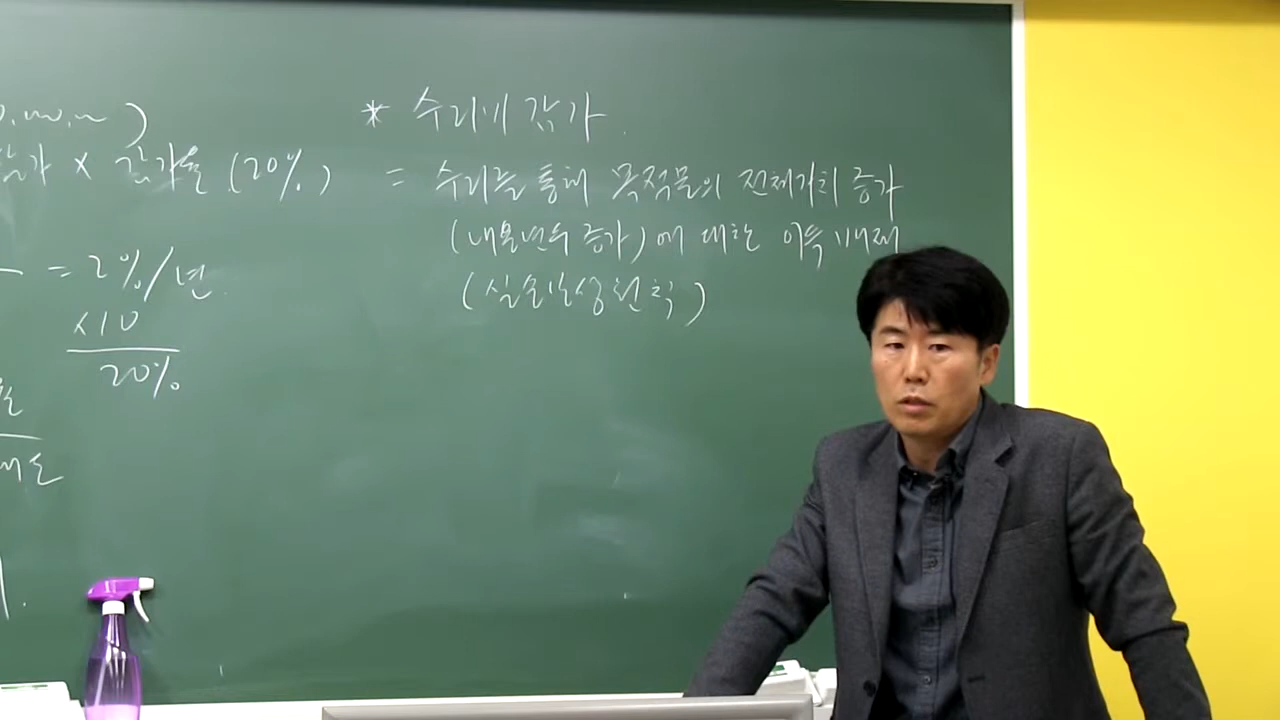 * 수리비 감가.
= 수리를 통해 목적물의 전체가치 증가
(내용년수 증가)에 대한 이득 배제
(실손보상원칙)
감가 × 감가율 (20%)
= 2%/년
×10
20%